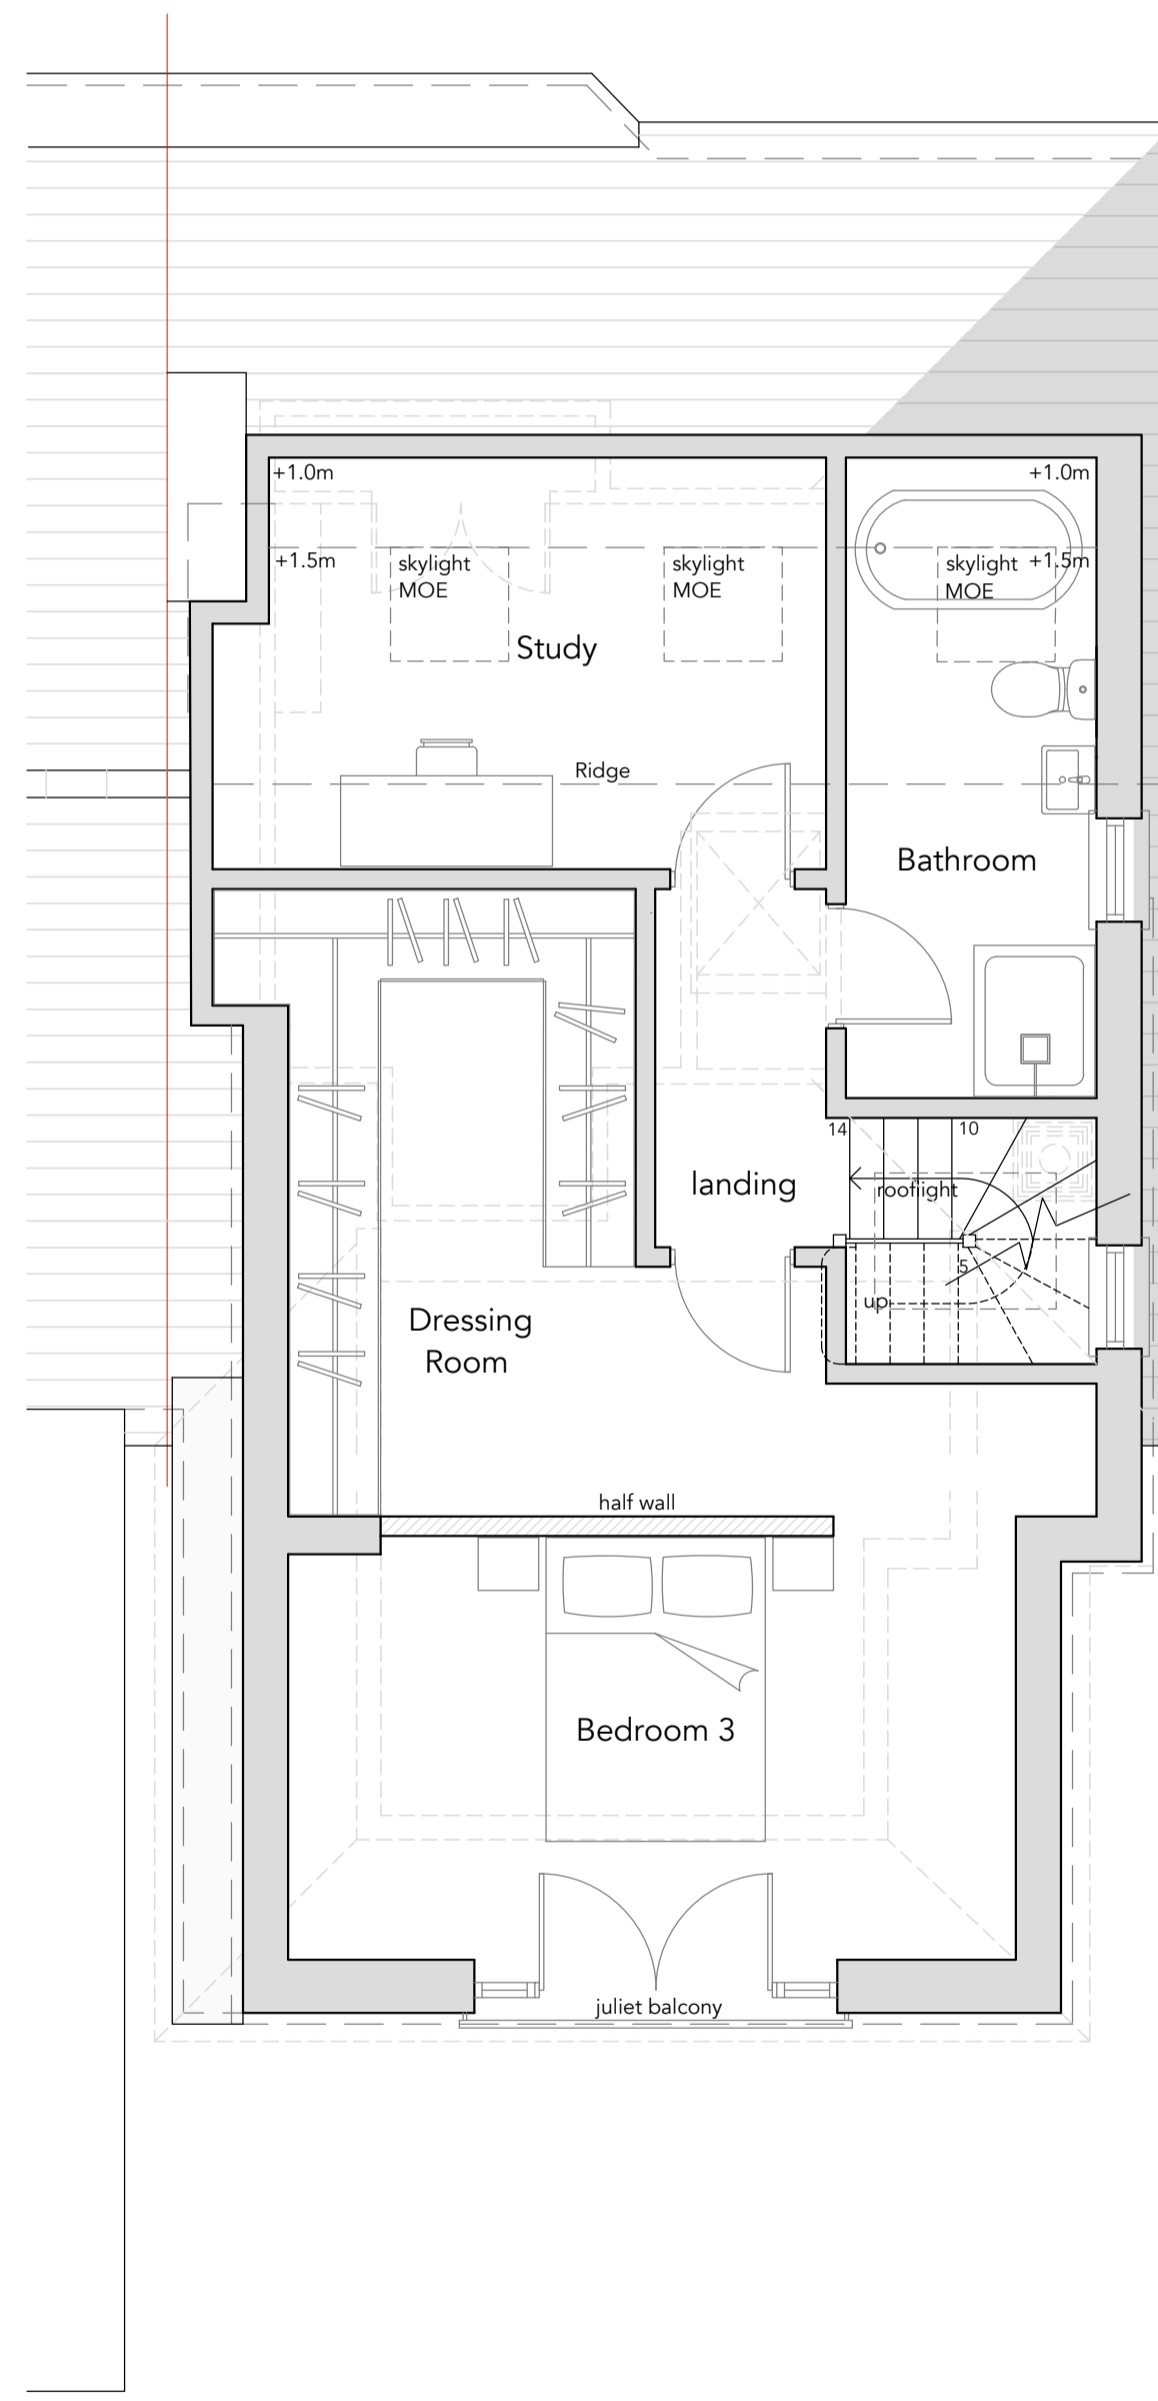 +1.0m
+1.0m
+1.5m
skylight
MOE
skylight
MOE
skylight
MOE
+1.5m
Study
Ridge
Bathroom
14
10
landing
rooflight
5
up
Dressing
Room
half wall
Bedroom 3
juliet balcony